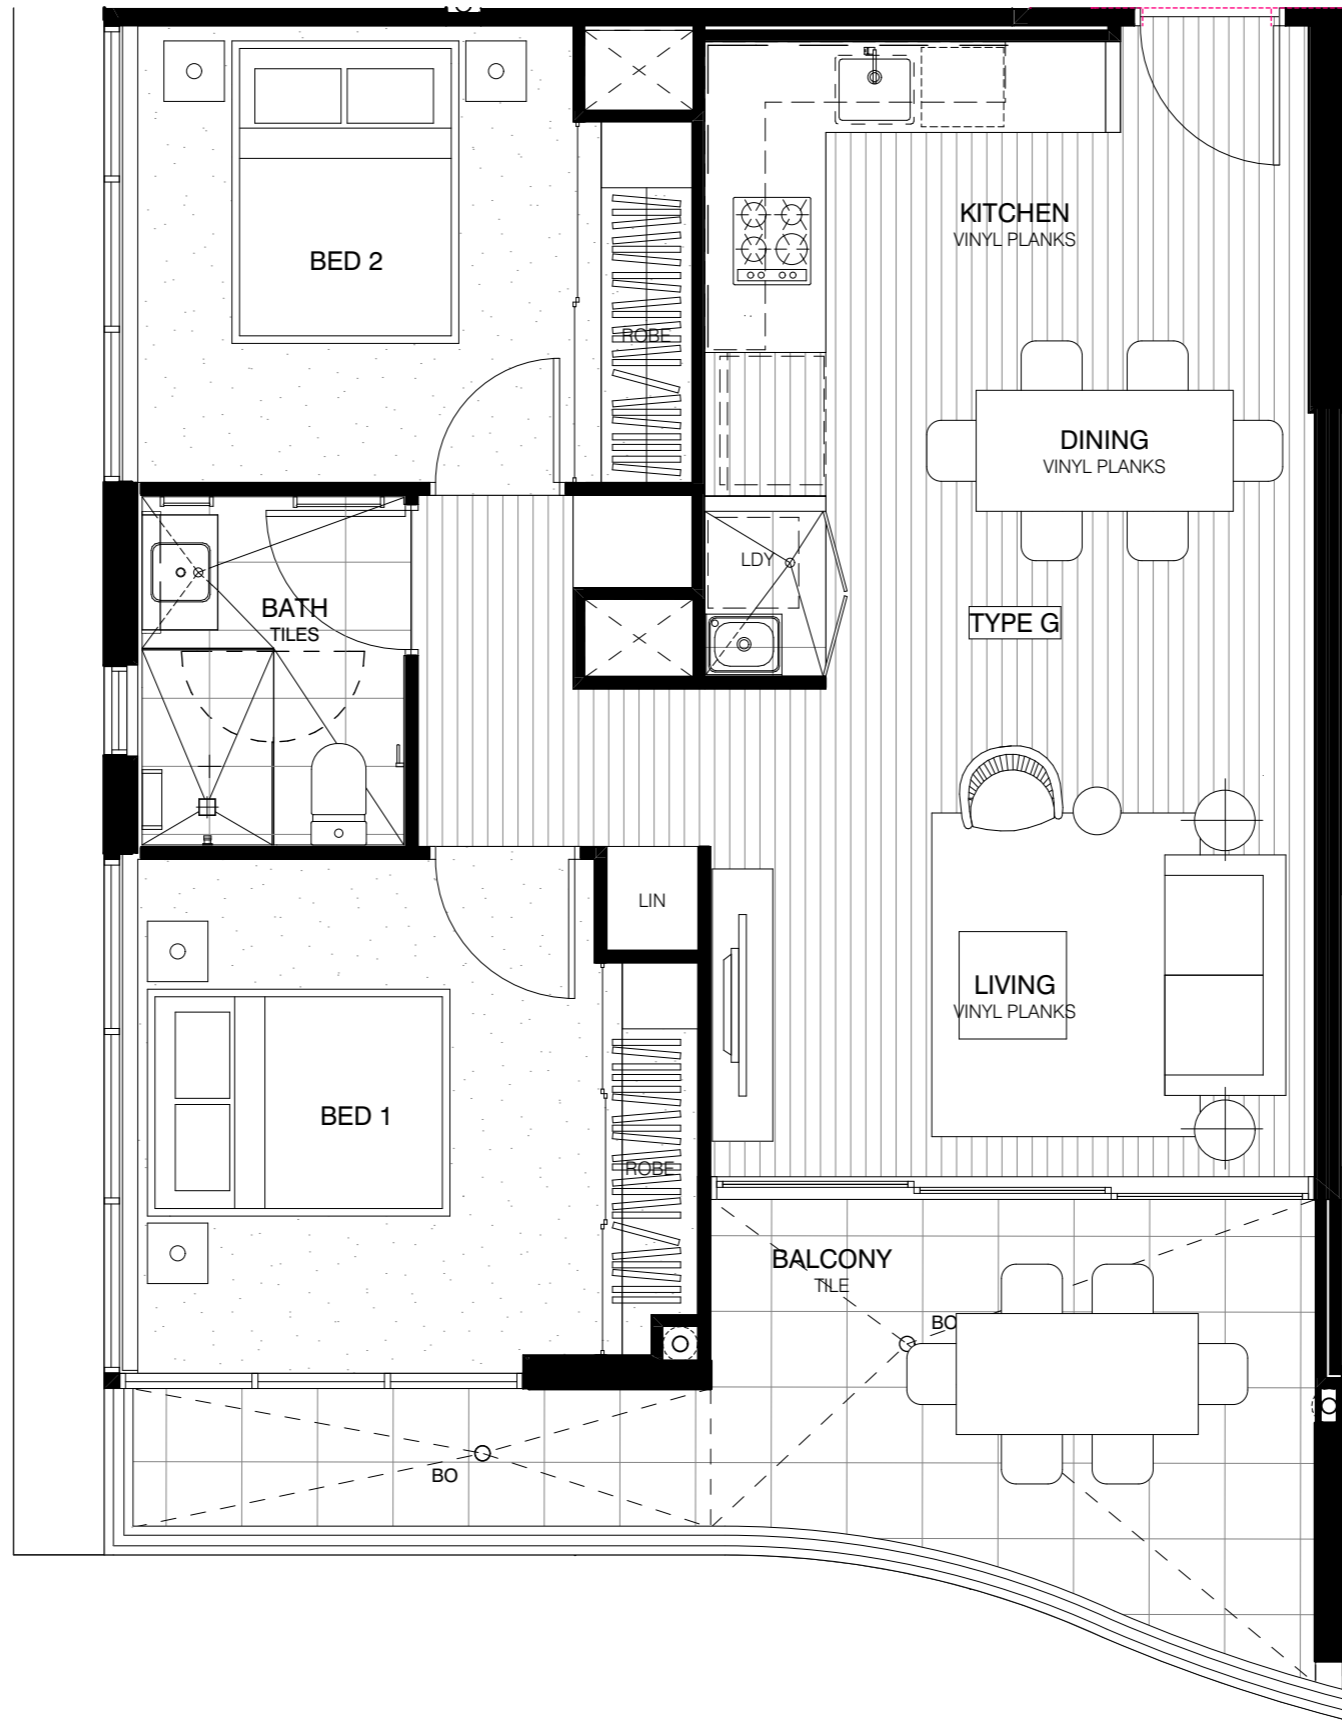 KITCHEN
VINYL PLANKS
BED 2
ROBE
DINING
VINYL PLANKS
LDY
BATH
TILES
TYPE G
LIN
LIVING
VINYL PLANKS
BED 1
ROBE
BALCONY
TILE
BO
BO